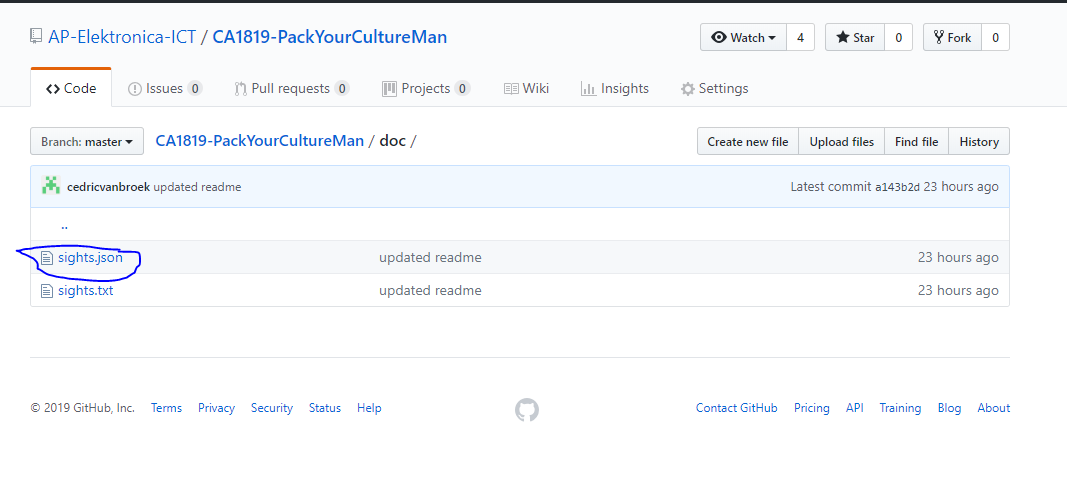 AP-Elektronica-ICT / CA1819-PackYourCultureMan
Watch 4 Star 0 Fork 0
Code Issues 0 Pull requests 0 Projects 0 Wiki Insights Settings
Branch: master CA1819-PackYourCultureMan / doc / Create new file Upload files Find file History
cedricvanbroek updated readme Latest commit a143b2d 23 hours ago
..
sights.json updated readme 23 hours ago
sights.txt updated readme 23 hours ago
© 2019 GitHub, Inc. Terms Privacy Security Status Help Contact GitHub Pricing API Training Blog About